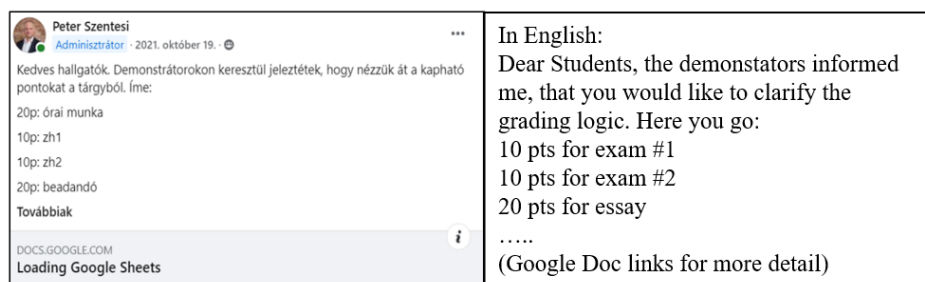 Peter Szentesi
Adminisztrátor · 2021. október 19. ·
Kedves hallgatók. Demonstrátorokon keresztül jeleztétek, hogy nézzük át a kapható
pontokat a tárgyból. Íme:
20p: órai munka
10p: zh1
10p: zh2
20p: beadandó
Továbbiak
DOCS.GOOGLE.COM
Loading Google Sheets
i
In English:
Dear Students, the demonstators informed
me, that you would like to clarify the
grading logic. Here you go:
10 pts for exam #1
10 pts for exam #2
20 pts for essay
…..
(Google Doc links for more detail)